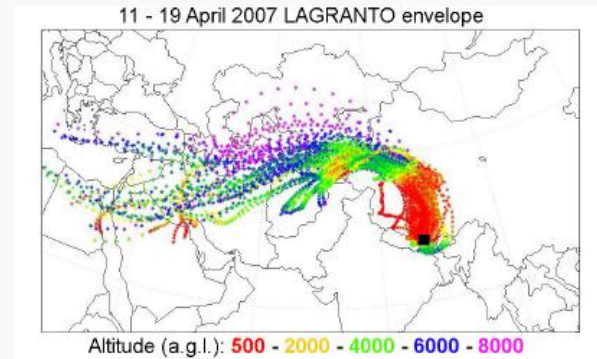 11 - 19 April 2007 LAGRANTO envelope
Altitude (a.g.l.): 500 - 2000 - 4000 - 6000 - 8000